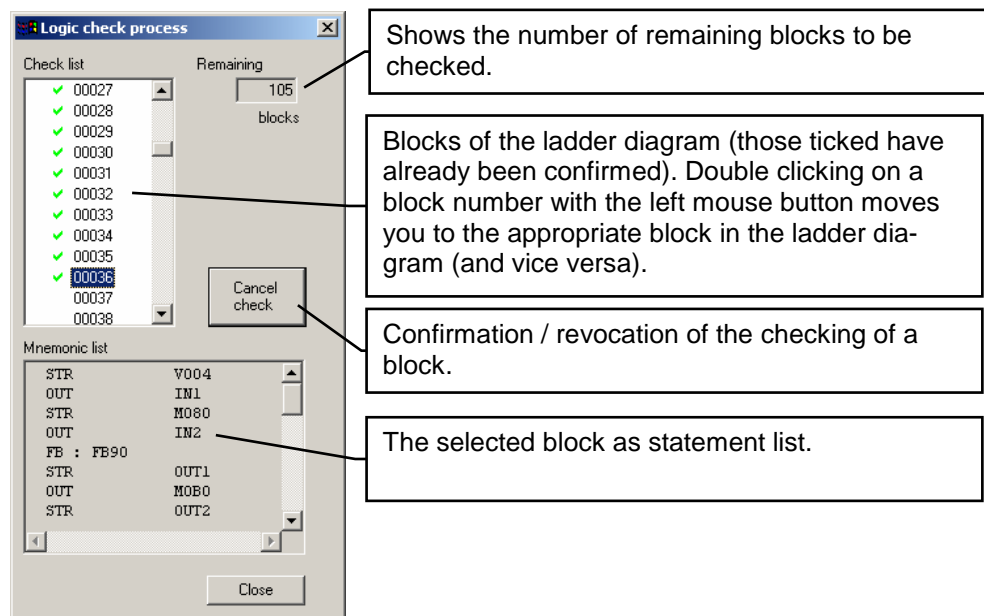 Logic check process
Check list
Remaining
00027
00028
00029
00030
00031
00032
00033
00034
00035
00036
00037
00038
105
blocks
Cancel
check
Mnemonic list
STR V004
OUT IN1
STR M080
OUT IN2
FB : FB90
STR OUT1
OUT M0B0
STR OUT2
Close
Shows the number of remaining blocks to be
checked.
Blocks of the ladder diagram (those ticked have
already been confirmed). Double clicking on a
block number with the left mouse button moves
you to the appropriate block in the ladder dia-
gram (and vice versa).
Confirmation / revocation of the checking of a
block.
The selected block as statement list.